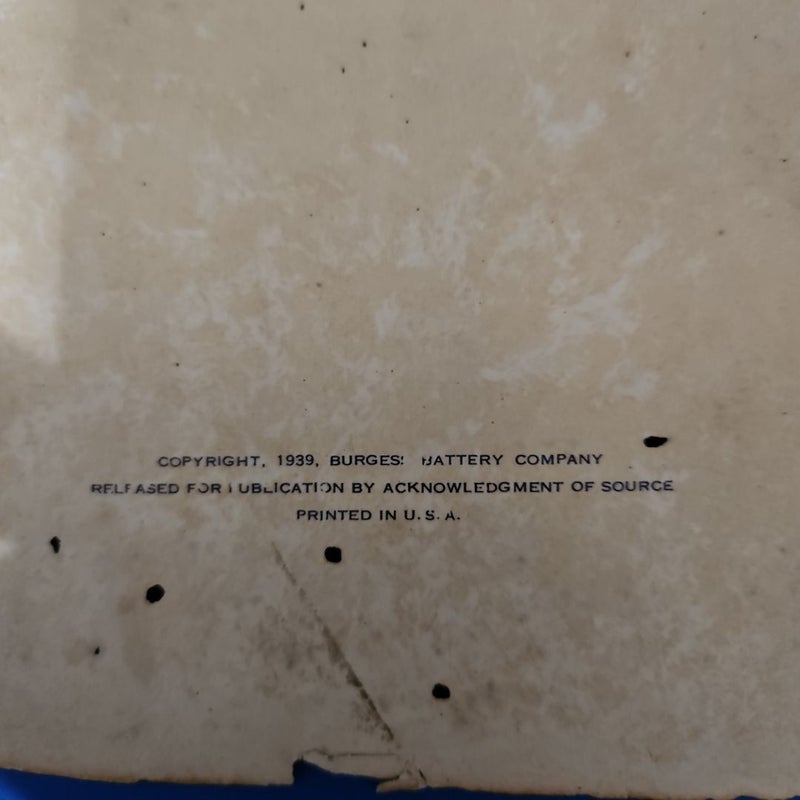 COPYRIGHT, 1939, BURGESS BATTERY COMPANY
RELEASED FOR PUBLICATION BY ACKNOWLEDGMENT OF SOURCE
PRINTED IN U. S. A.